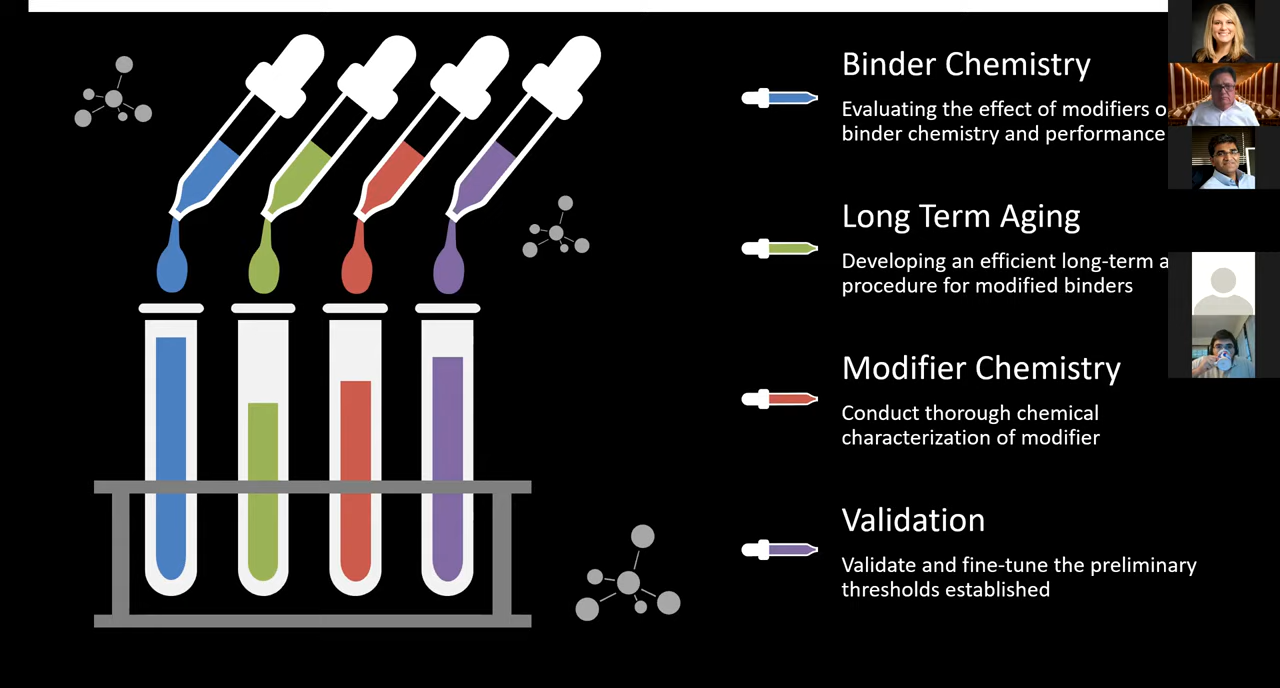 Binder Chemistry
Evaluating the effect of modifiers o
binder chemistry and performance
Long Term Aging
Developing an efficient long-term a
procedure for modified binders
Modifier Chemistry
Conduct thorough chemical
characterization of modifier
Validation
Validate and fine-tune the preliminary
thresholds established